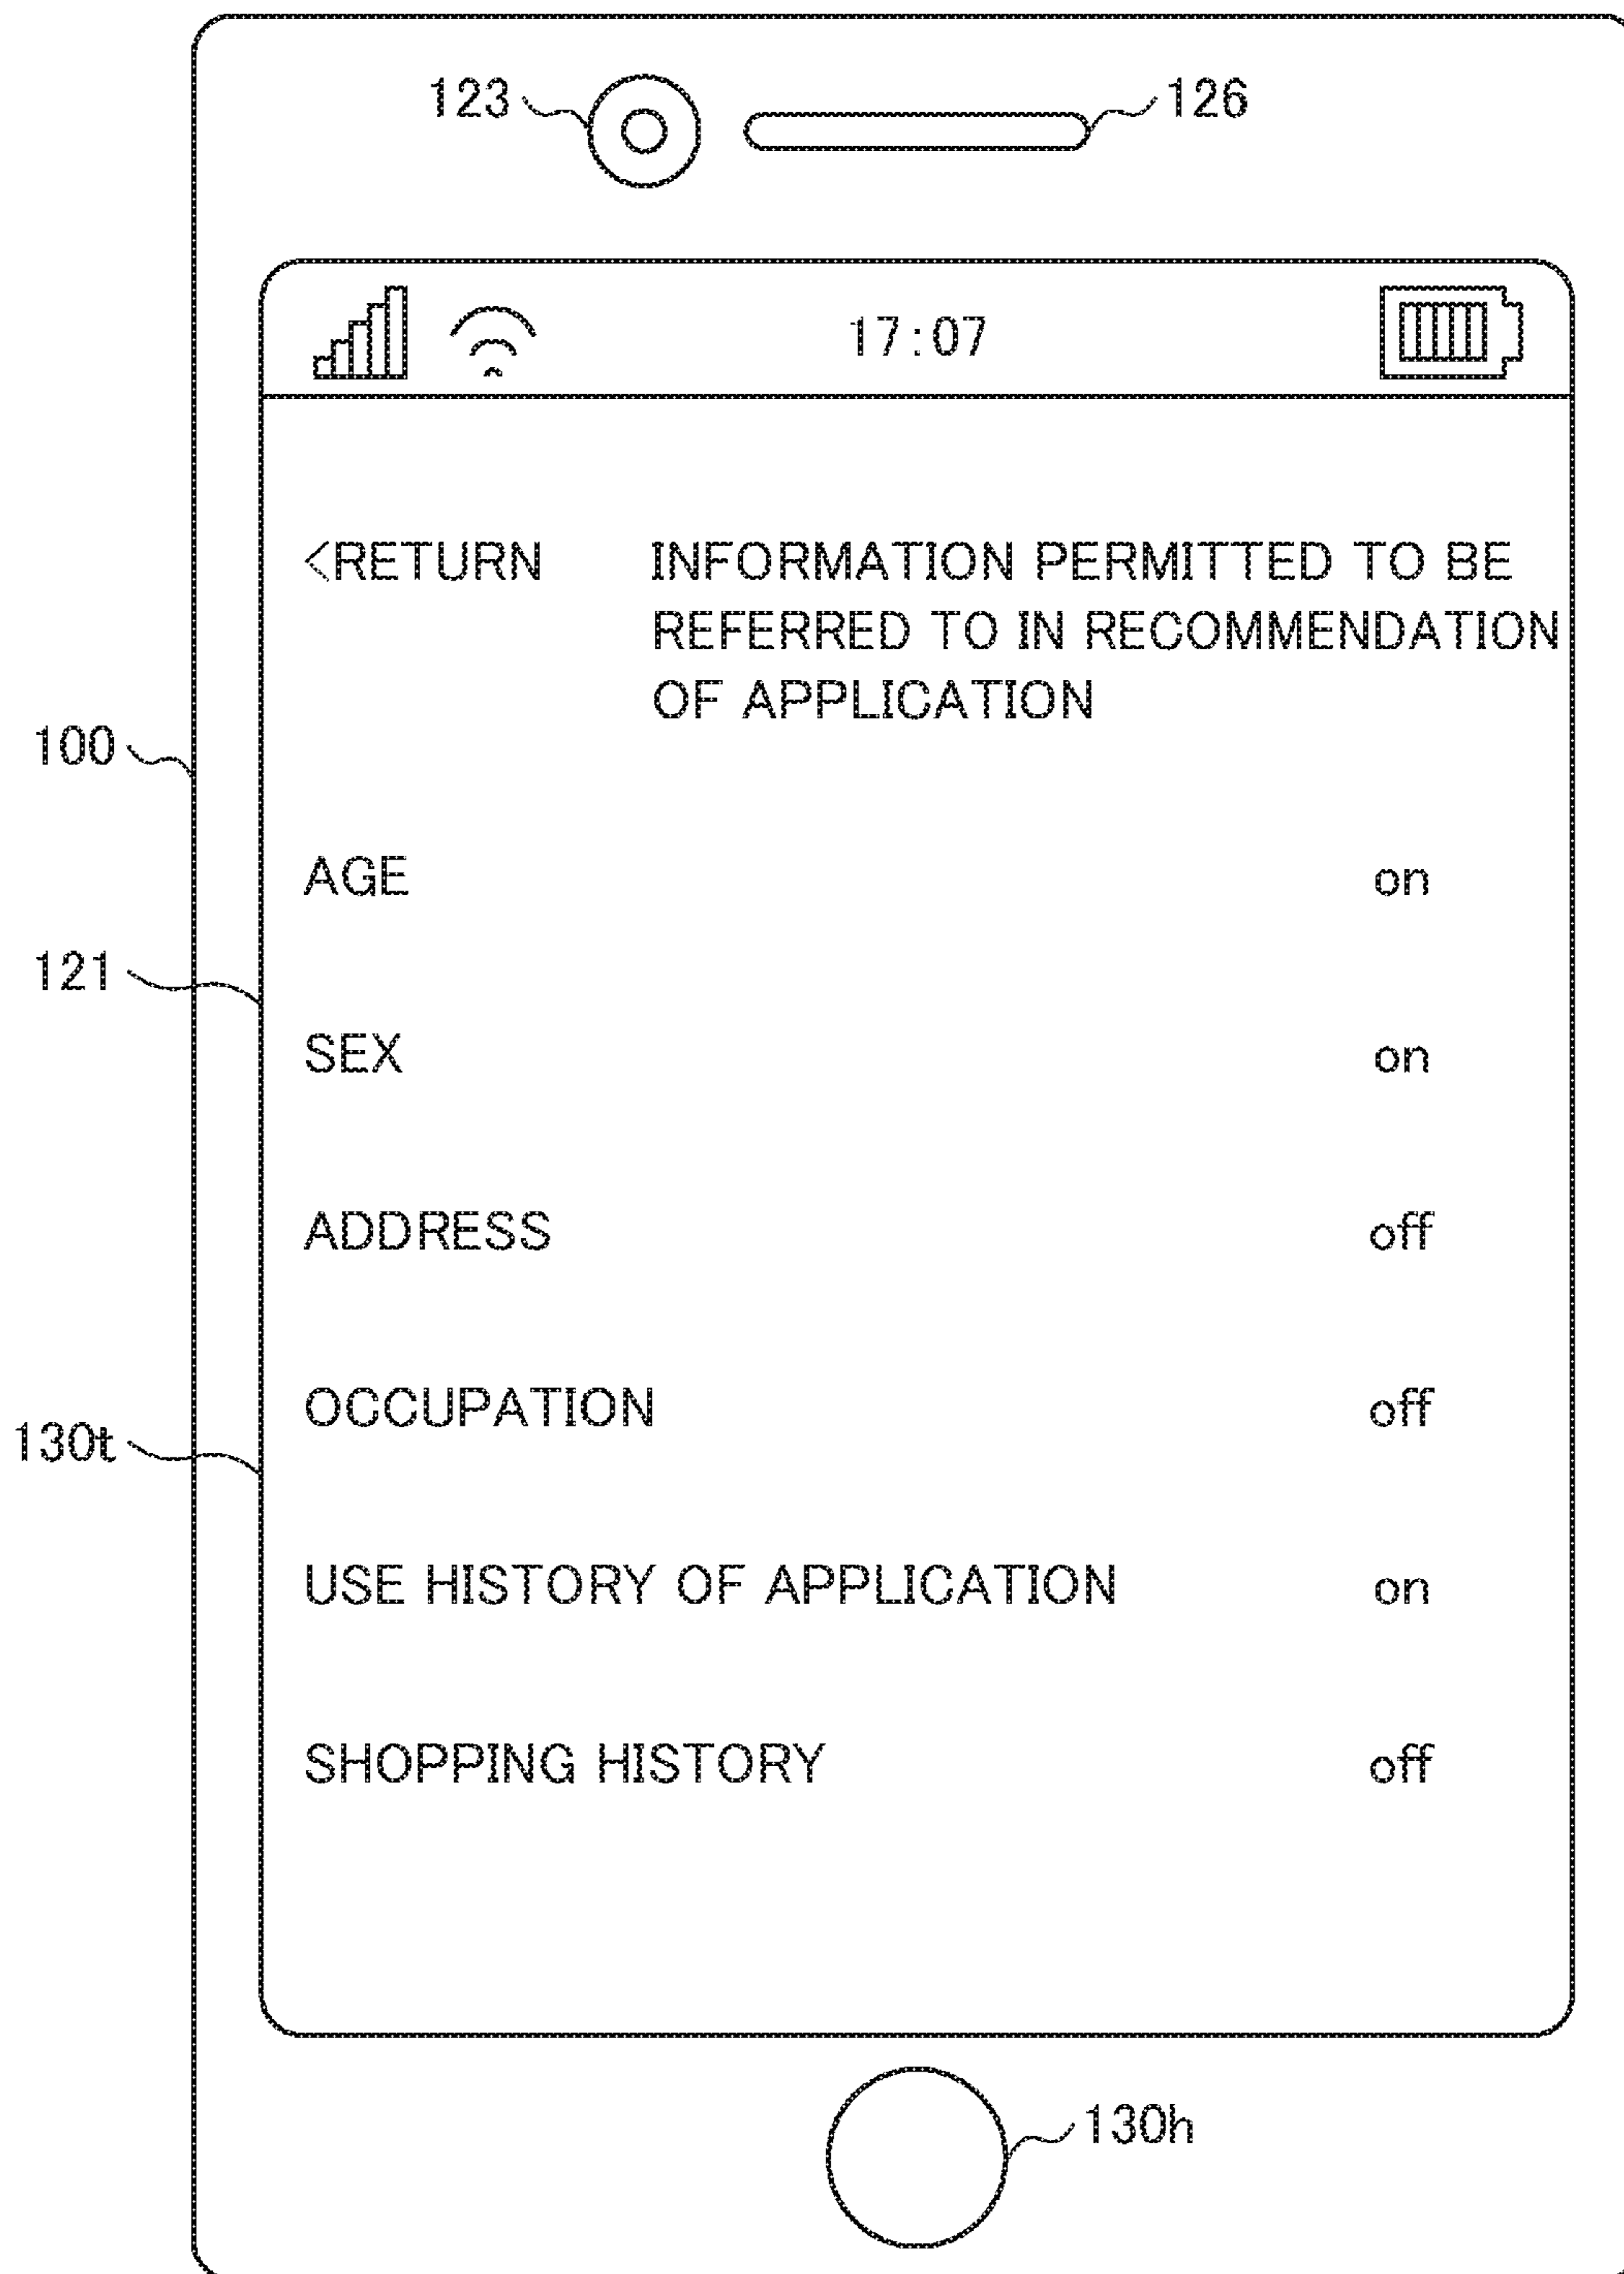 123
126
17:07
<RETURN
INFORMATION PERMITTED TO BE
REFERRED TO IN RECOMMENDATION
OF APPLICATION
100
AGE on
121
SEX on
ADDRESS off
OCCUPATION off
130t
USE HISTORY OF APPLICATION on
SHOPPING HISTORY off
130h